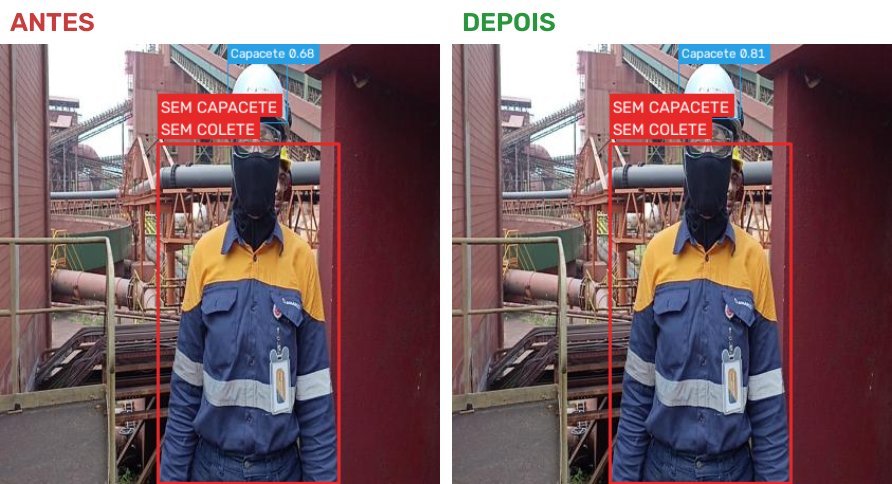 ANTES
DEPOIS
Capacete 0.68
SEM CAPACETE
SEM COLETE
Capacete 0.81
SEM CAPACETE
SEM COLETE